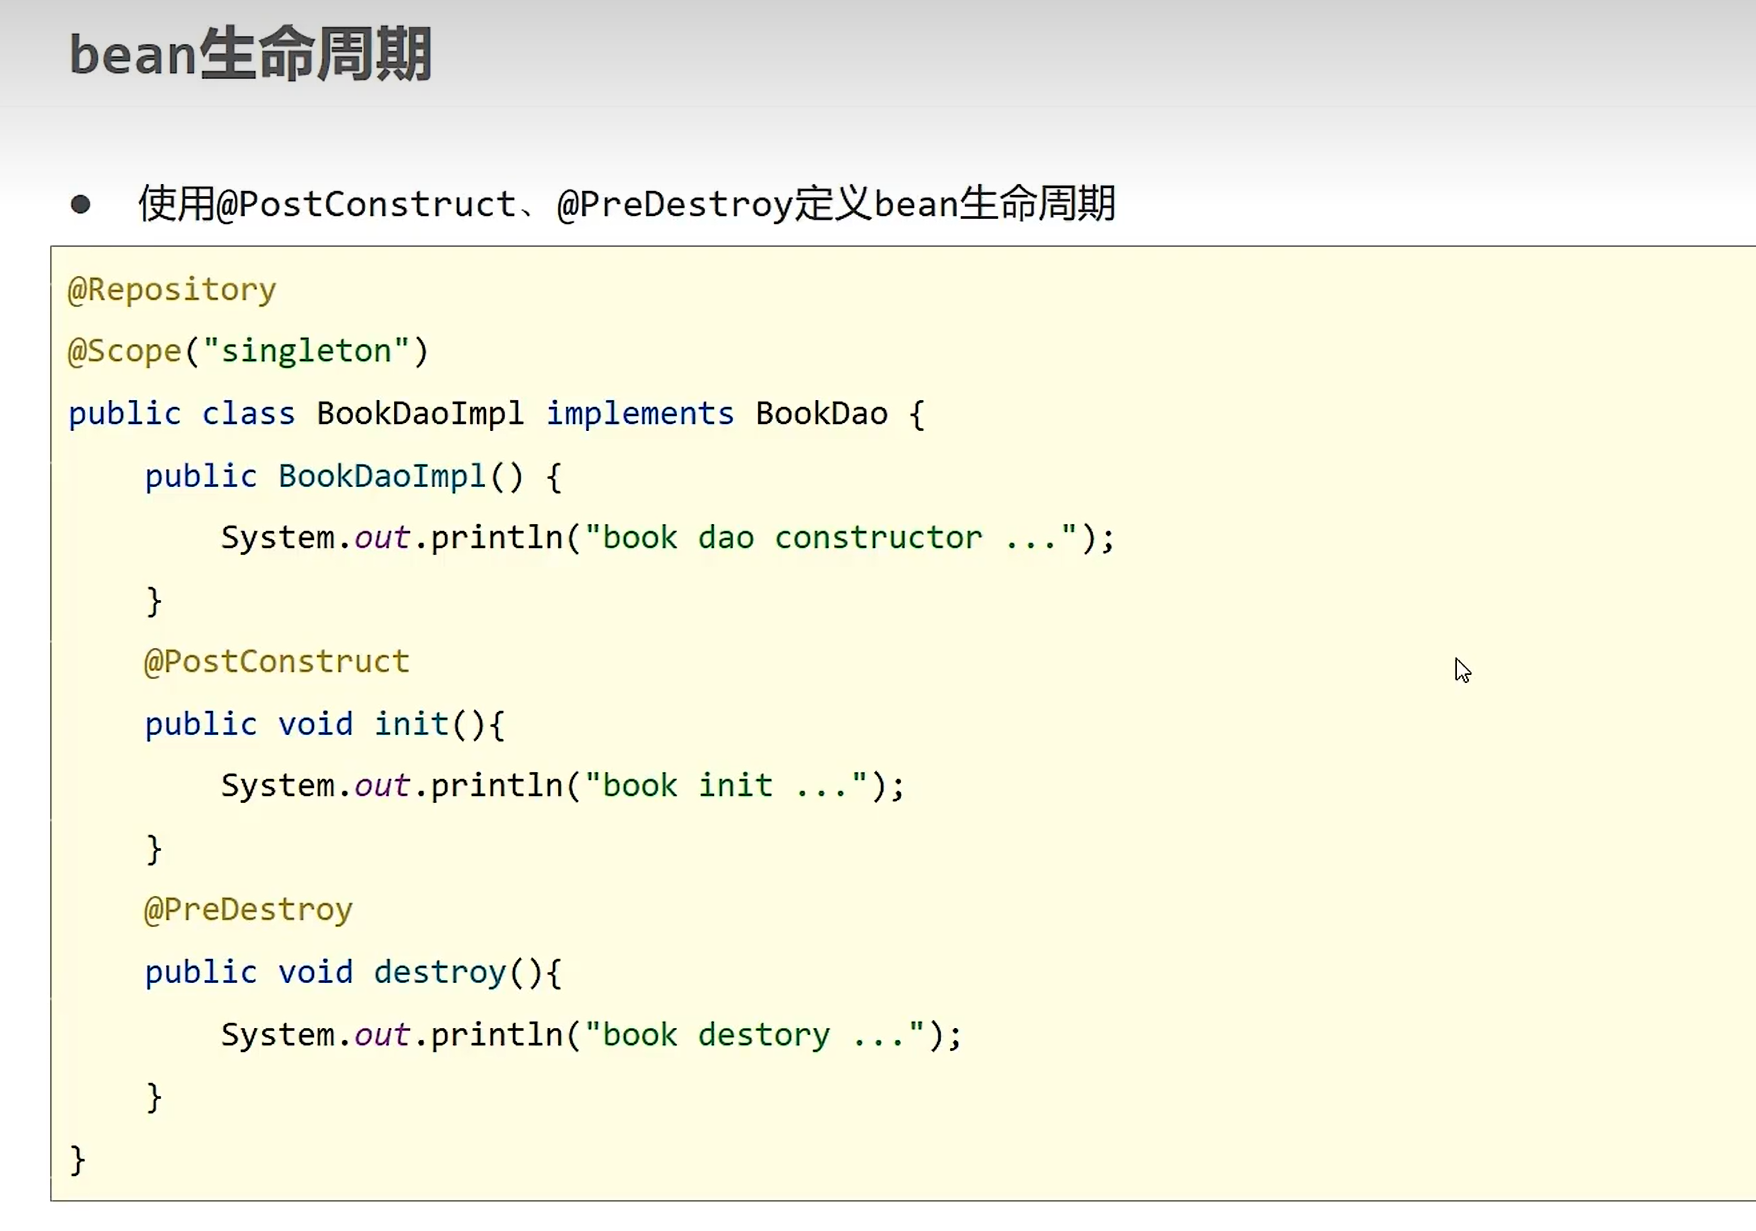 bean生命周期
● 使用@PostConstruct、@PreDestroy定义bean生命周期
@Repository
@Scope("singleton")
public class BookDaoImpl implements BookDao {
    public BookDaoImpl() {
        System.out.println("book dao constructor ...");
    }
    @PostConstruct
    public void init(){
        System.out.println("book init ...");
    }
    @PreDestroy
    public void destroy(){
        System.out.println("book destory ...");
    }
}